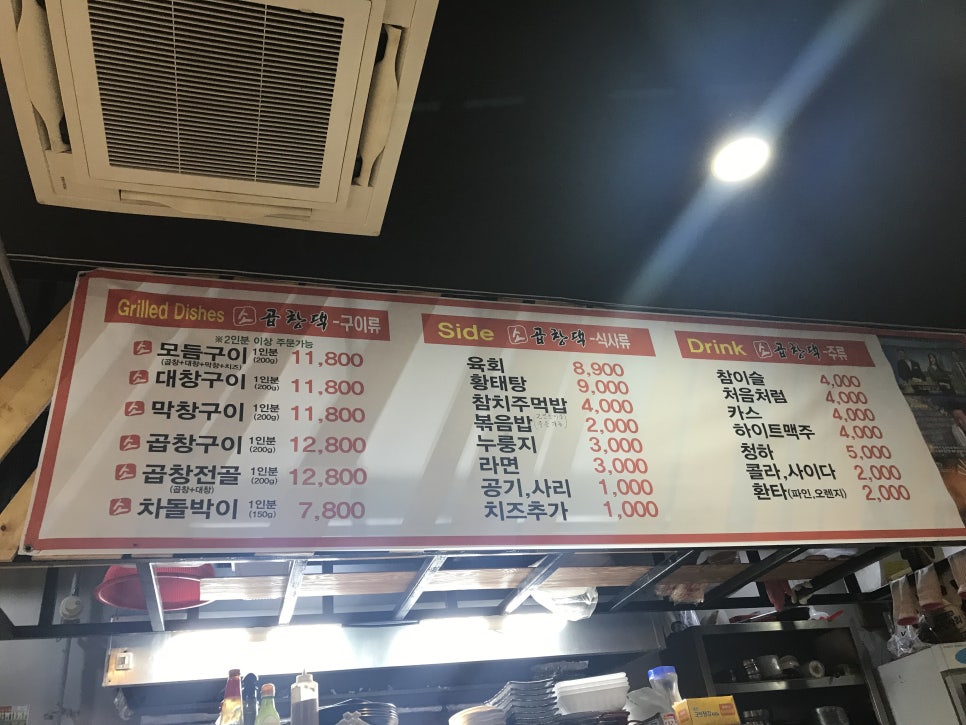 Grilled Dishes 소 곱창댁-구이류
※2인분 이상 주문가능
소 모듬구이 1인분 11,800
(곱창+대창+막창+치즈) (200g)
소 대창구이 1인분 11,800
(200g)
소 막창구이 1인분 11,800
(200g)
소 곱창구이 1인분 12,800
(200g)
소 곱창전골 1인분 12,800
(곱창+대창) (200g)
소 차돌박이 1인분 7,800
(150g)
Side 소 곱창댁-식사류
육회 8,900
황태탕 9,000
참치주먹밥 4,000
볶음밥 2,000
누룽지 3,000
라면 3,000
공기,사리 1,000
치즈추가 1,000
Drink 소 곱창댁-주류
참이슬 4,000
처음처럼 4,000
카스 4,000
하이트맥주 4,000
청하 5,000
콜라,사이다 2,000
환타(파인,오렌지) 2,000